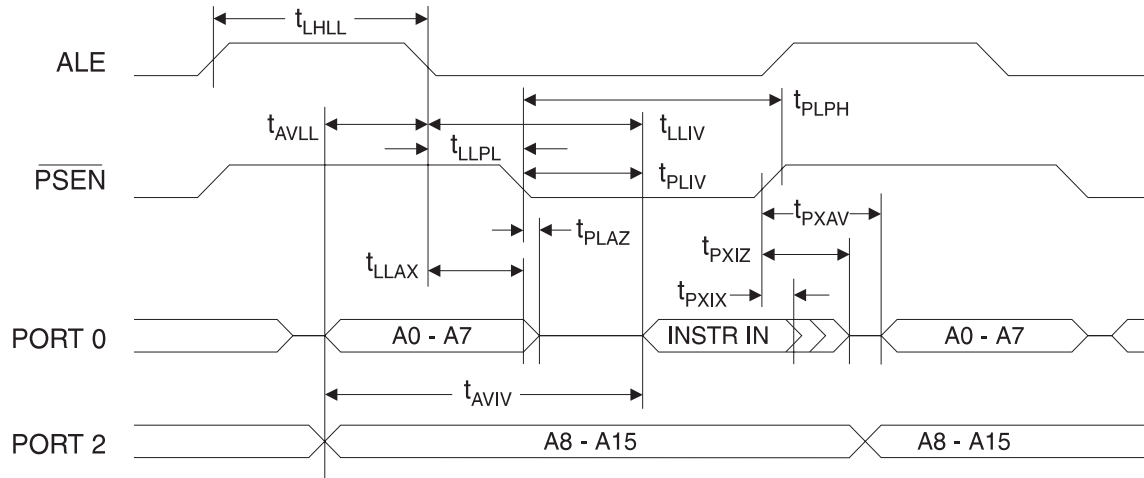 tLHLL
ALE
tPLPH
tAVLL
tLLIV
tLLPL
PSEN
tPLIV
tPXAV
tPLAZ
tPXIZ
tLLAX
tPXIX
PORT 0
A0 - A7
INSTR IN
A0 - A7
tAVIV
PORT 2
A8 - A15
A8 - A15